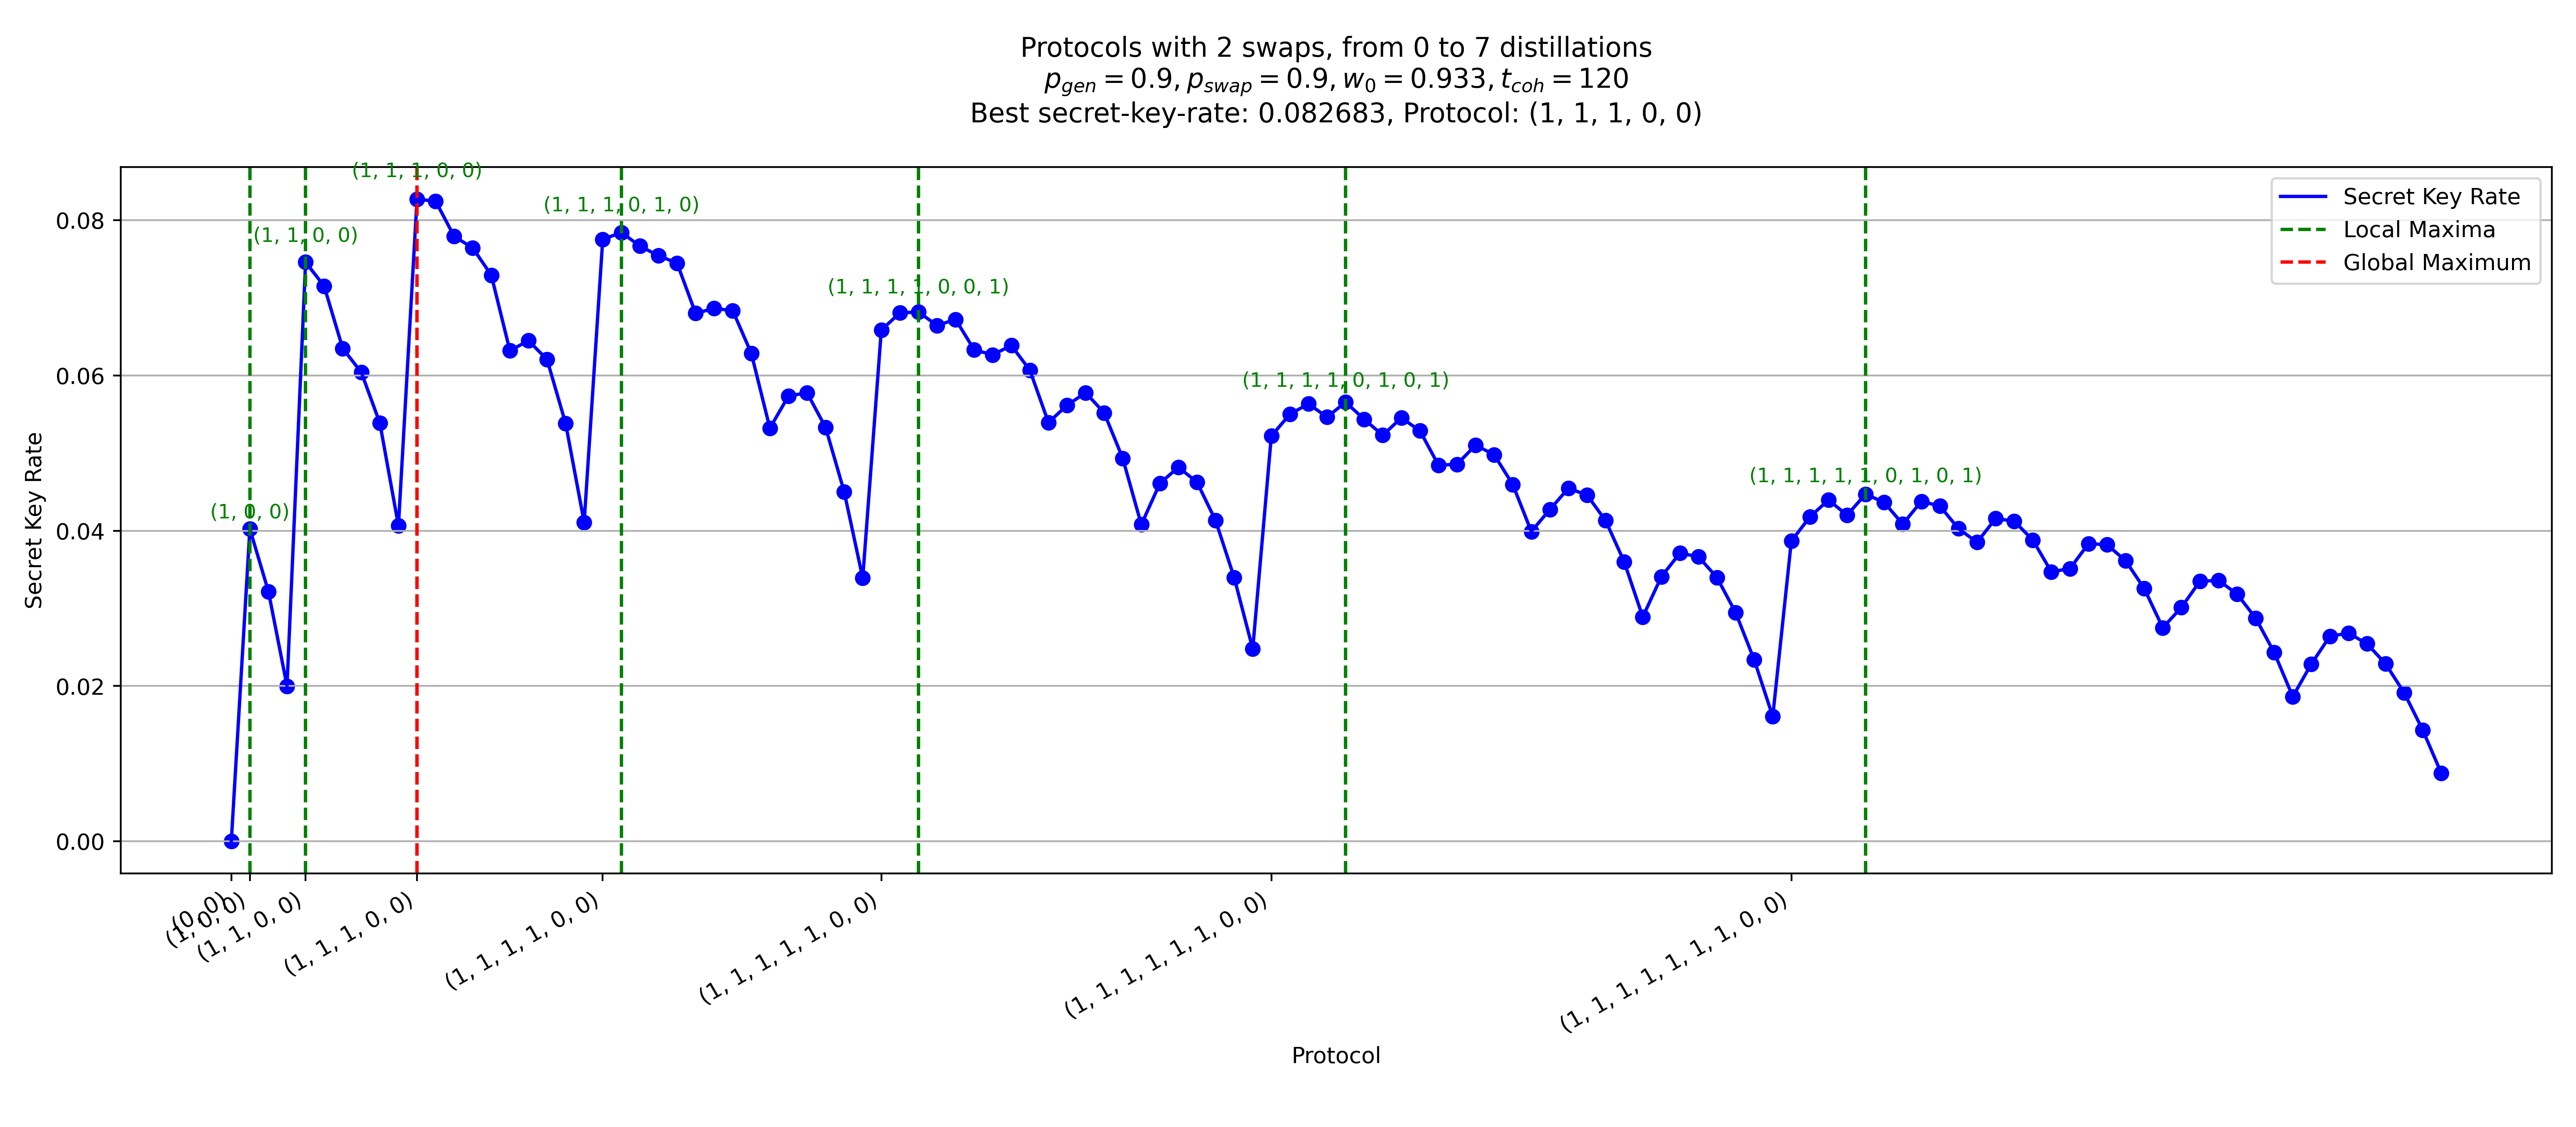 Protocols with 2 swaps, from 0 to 7 distillations
p_gen = 0.9, p_swap = 0.9, w_0 = 0.933, t_coh = 120
Best secret-key-rate: 0.082683, Protocol: (1, 1, 1, 0, 0)
(1, 1, 1, 0, 0)
(1, 1, 1, 0, 1, 0)
(1, 1, 0, 0)
(1, 1, 1, 1, 0, 0, 1)
(1, 1, 1, 1, 0, 1, 0, 1)
(1, 1, 1, 1, 1, 0, 1, 0, 1)
(1, 0, 0)
Secret Key Rate
Local Maxima
Global Maximum
Secret Key Rate
0.08
0.06
0.04
0.02
0.00
(0, 0)
(1, 0, 0)
(1, 1, 0, 0)
(1, 1, 1, 0, 0)
(1, 1, 1, 1, 0, 0)
(1, 1, 1, 1, 1, 0, 0)
(1, 1, 1, 1, 1, 1, 0, 0)
(1, 1, 1, 1, 1, 1, 1, 0, 0)
Protocol